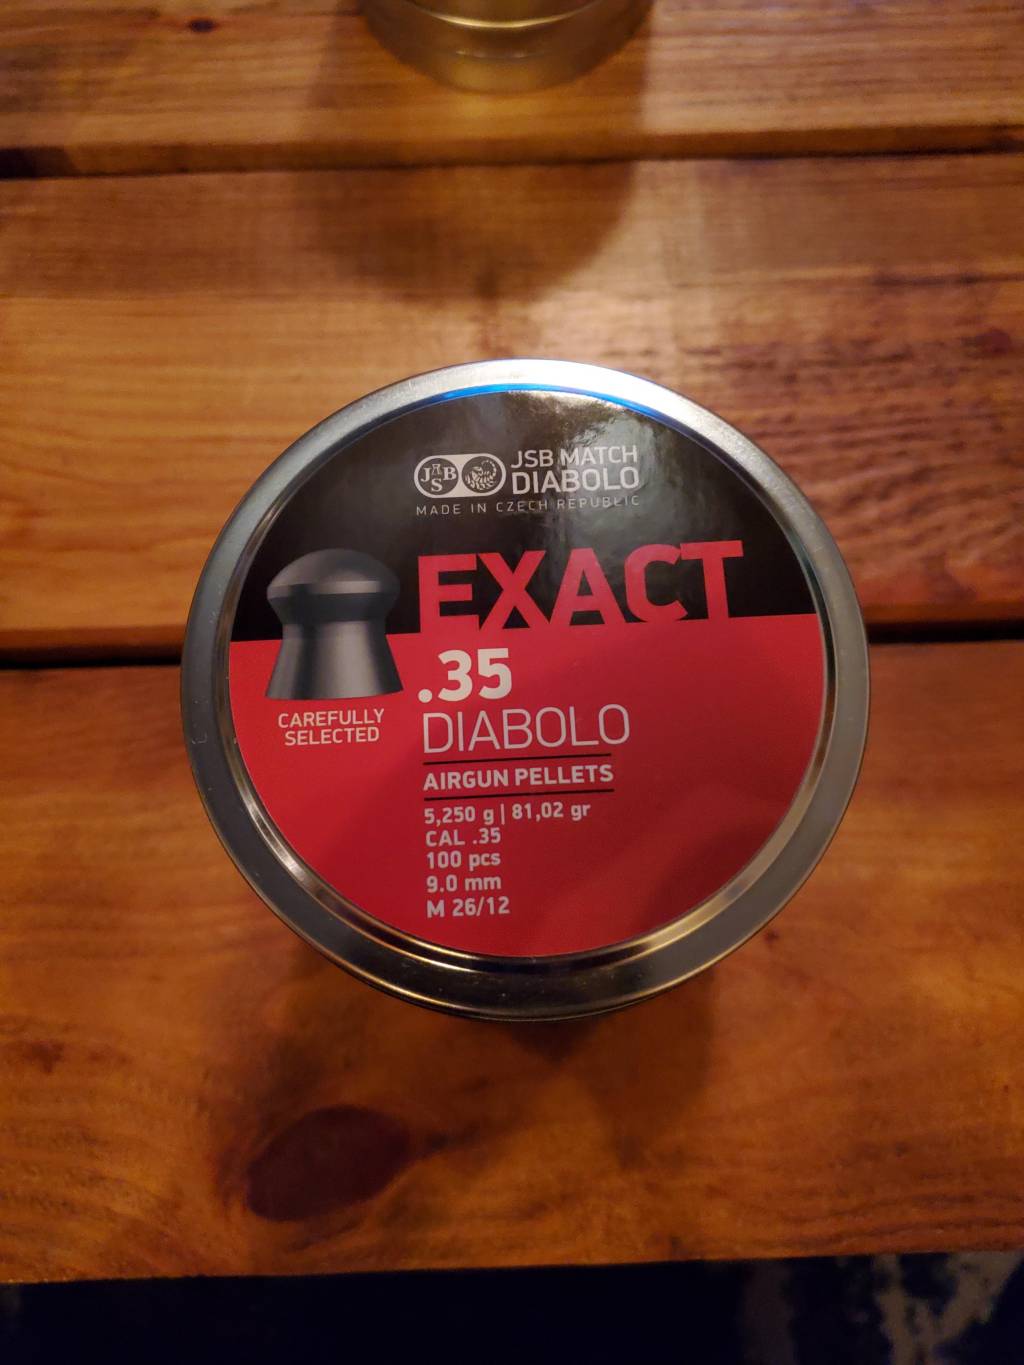 JSB
JSB MATCH
DIABOLO
MADE IN CZECH REPUBLIC
EXACT
.35
DIABOLO
CAREFULLY
SELECTED
AIRGUN PELLETS
5,250 g | 81,02 gr
CAL .35
100 pcs
9.0 mm
M 26/12